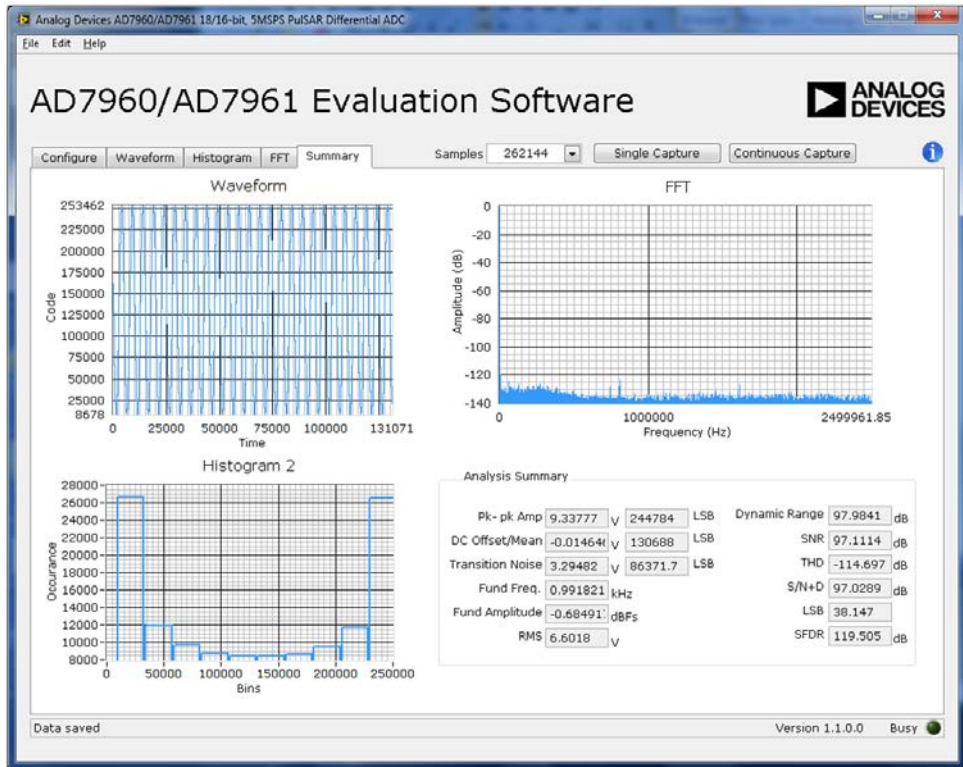 Analog Devices AD7960/AD7961 18/16-bit, 5MSPS PulSAR Differential ADC
File Edit Help
AD7960/AD7961 Evaluation Software
ANALOG
DEVICES
Configure Waveform Histogram FFT Summary
Samples 262144 Single Capture Continuous Capture i
Waveform
253462
225000
200000
175000
150000
125000
100000
75000
50000
25000
8678
Code
0 25000 50000 75000 100000 131071
Time
FFT
0
-20
-40
-60
-80
-100
-120
-140
Amplitude (dB)
0 1000000 2499961.85
Frequency (Hz)
Histogram 2
28000
26000
24000
22000
20000
18000
16000
14000
12000
10000
8000
Occurance
0 50000 100000 150000 200000 250000
Bins
Analysis Summary
Pk- pk Amp 9.33777 V 244784 LSB
DC Offset/Mean -0.01464 V 130688 LSB
Transition Noise 3.29482 V 86371.7 LSB
Fund Freq. 0.991821 kHz
Fund Amplitude -0.68491 dBFs
RMS 6.6018 V
Dynamic Range 97.9841 dB
SNR 97.1114 dB
THD -114.697 dB
S/N+D 97.0289 dB
LSB 38.147
SFDR 119.505 dB
Data saved
Version 1.1.0.0 Busy